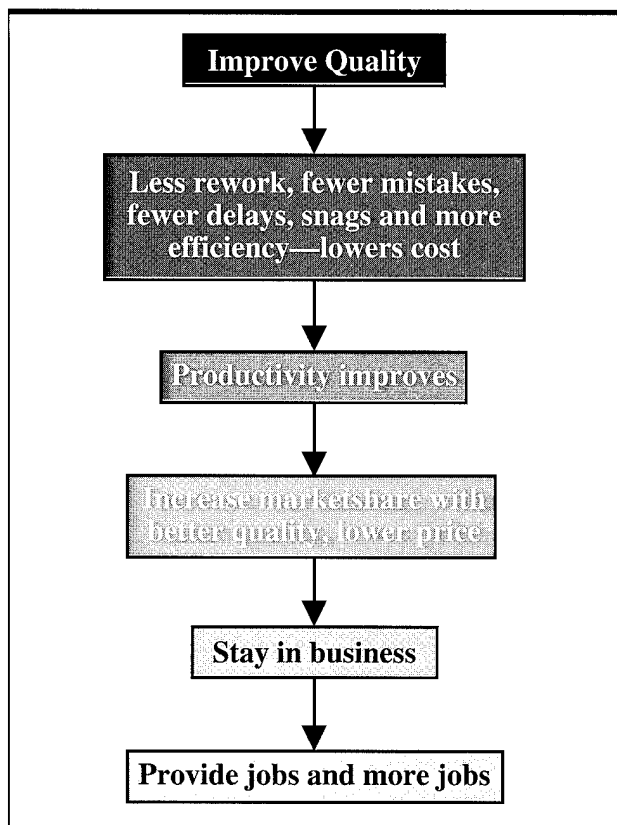 Improve Quality
Less rework, fewer mistakes,
fewer delays, snags and more
efficiency—lowers cost
Productivity improves
Increase marketshare with
better quality, lower price
Stay in business
Provide jobs and more jobs